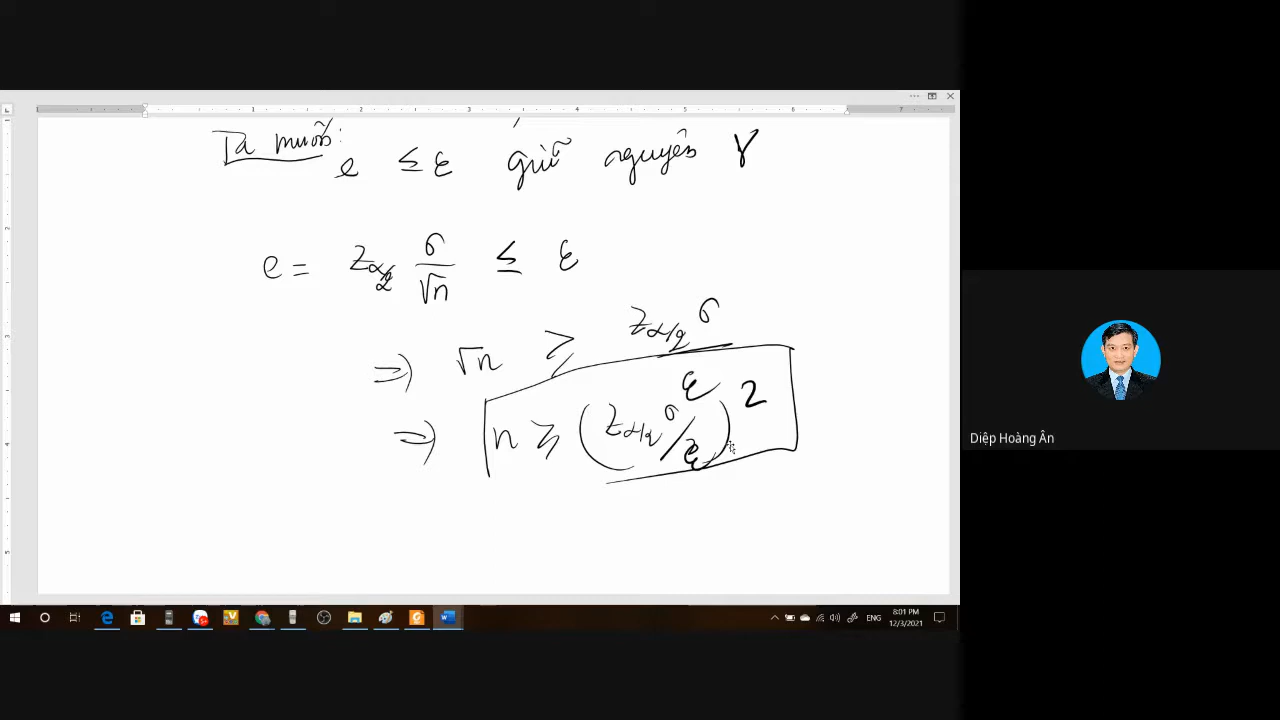 Ta muốn:
e ≤ ε giữ nguyên γ
e = z_{α/2} σ/√n ≤ ε
⇒) √n ≥ z_{α/2} σ / ε
⇒) n ≥ (z_{α/2} σ/ε)²
Diệp Hoàng Ân
ENG
8:01 PM
12/3/2021